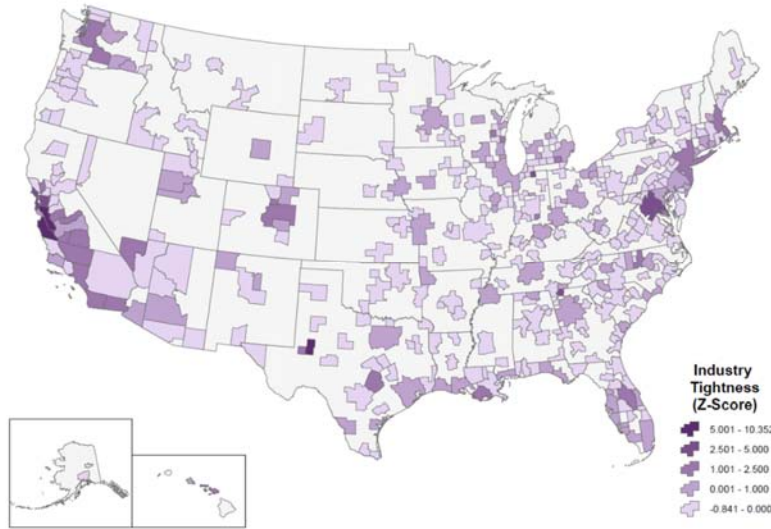 Industry
Tightness
(Z-Score)
5.001 - 10.352
2.501 - 5.000
1.001 - 2.500
0.001 - 1.000
-0.841 - 0.000